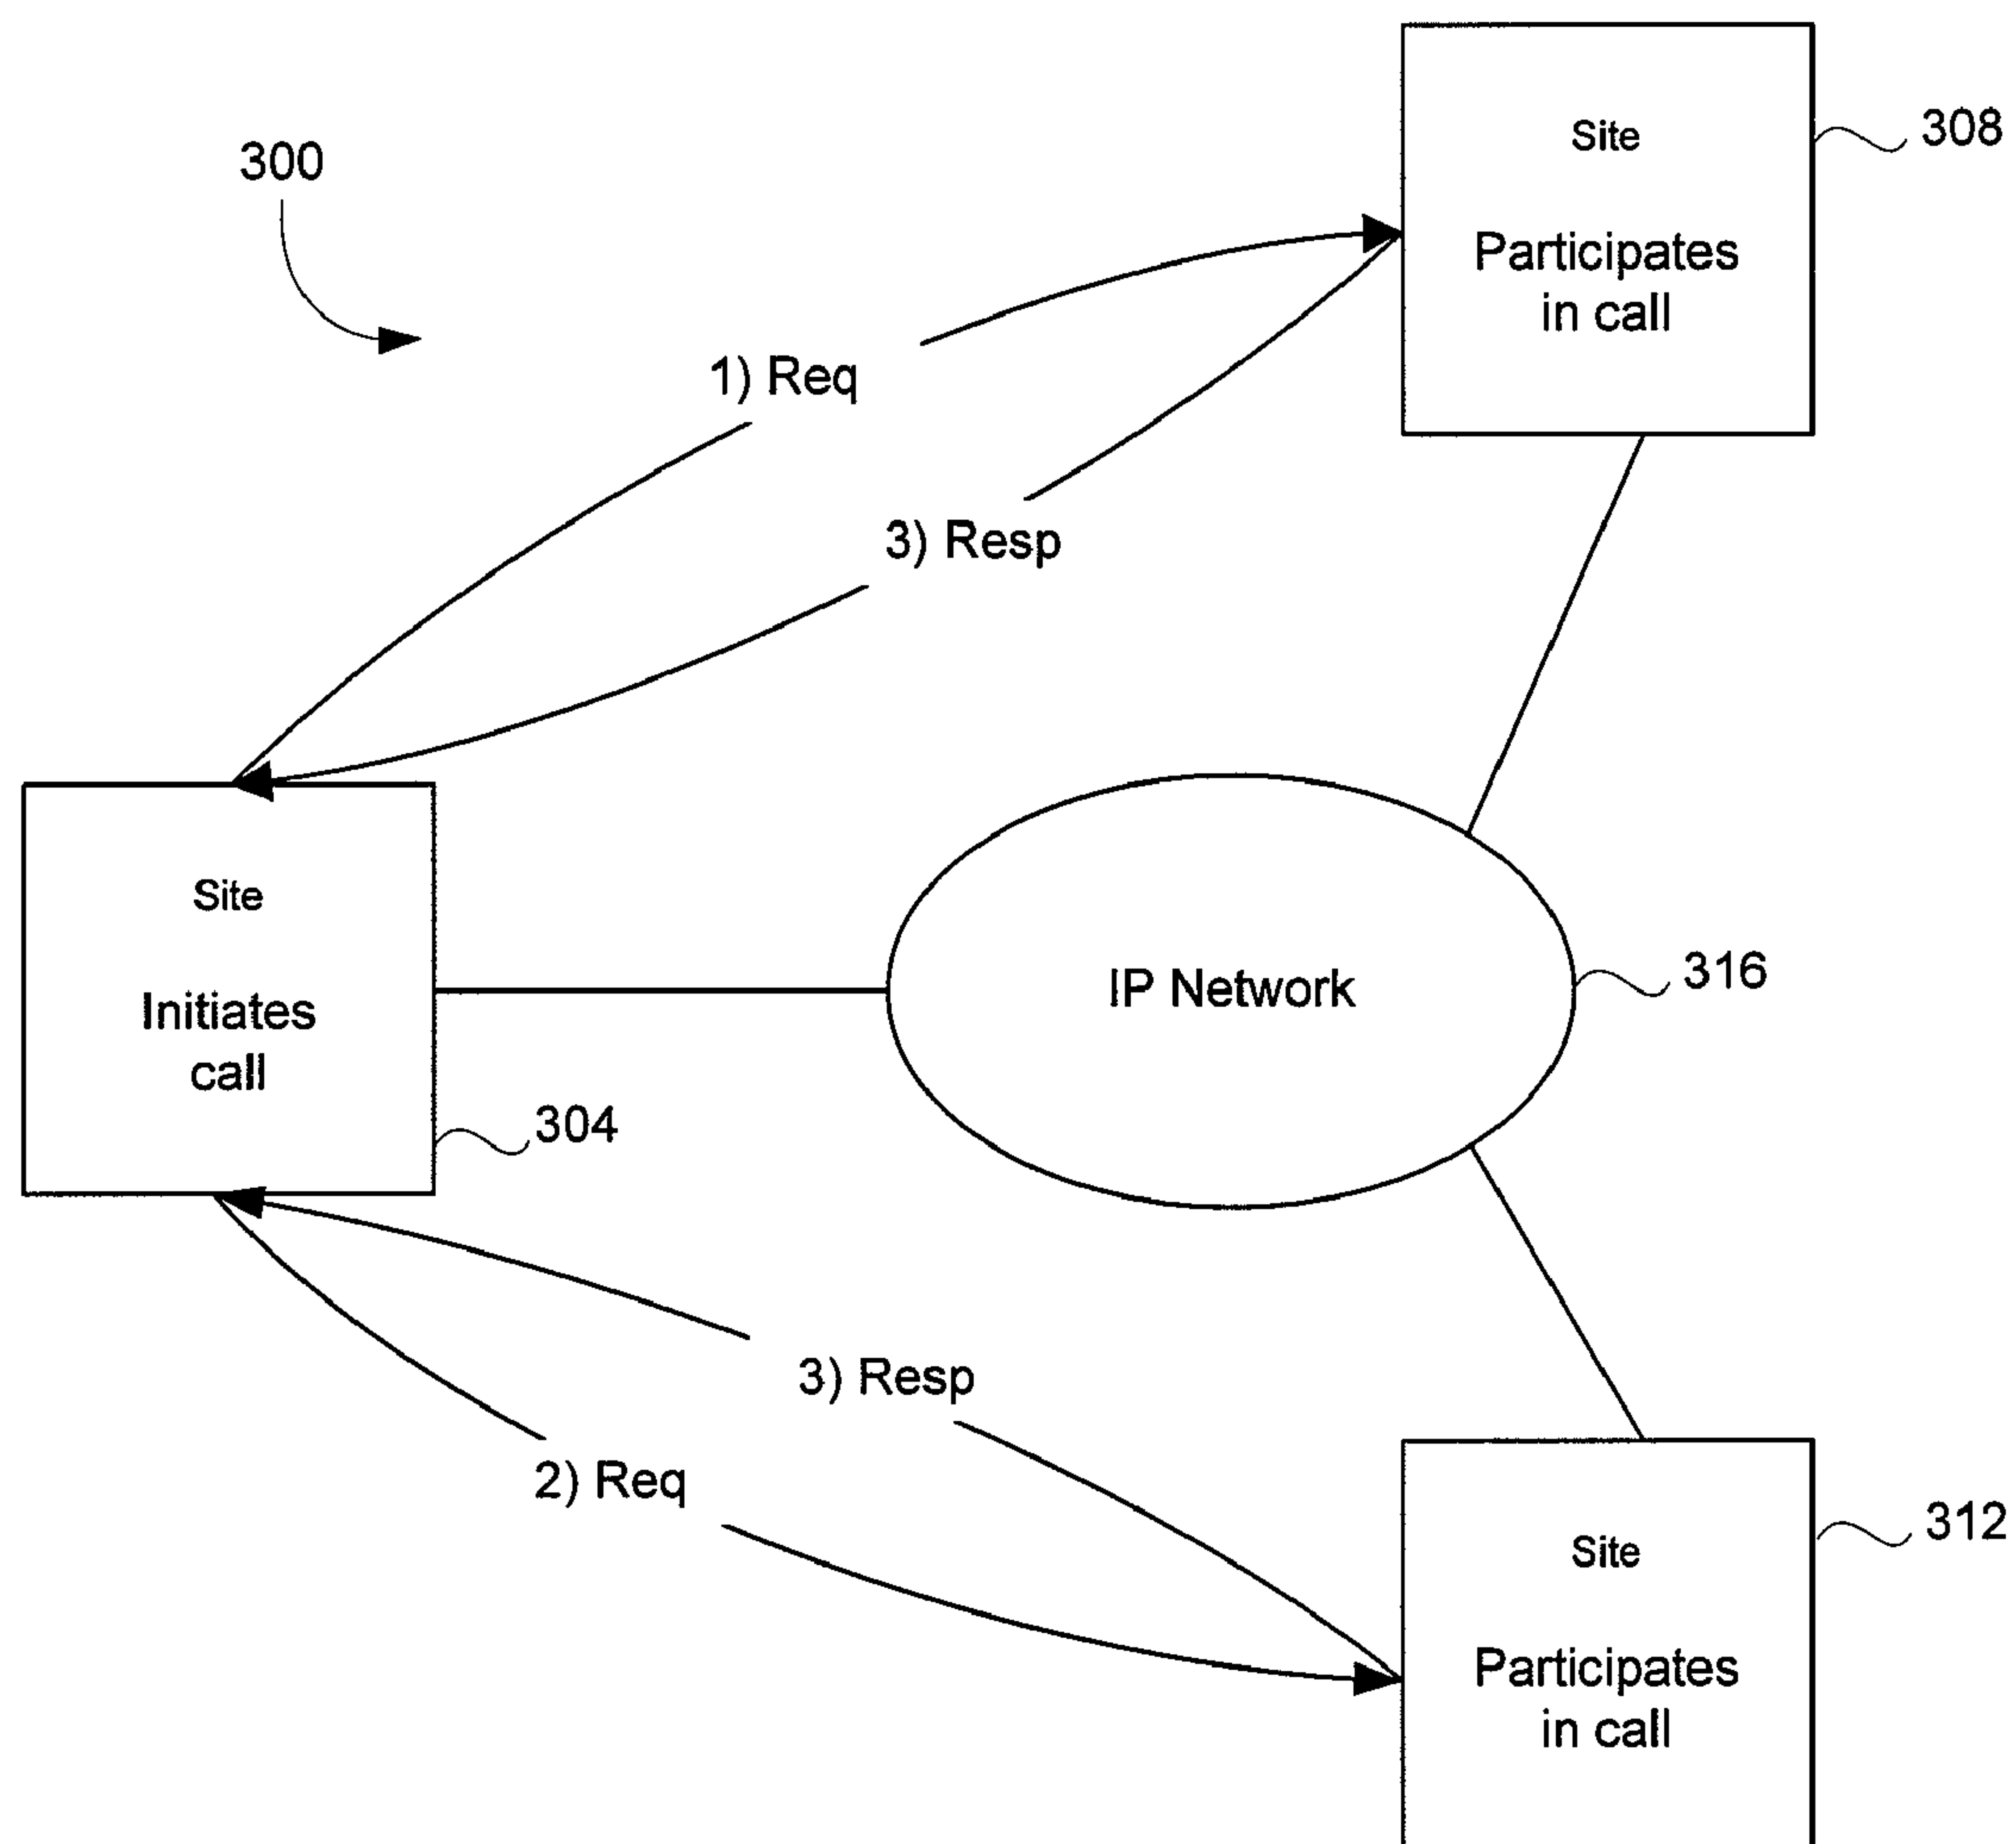 Site
308
300
Participates
in call
1) Req
3) Resp
Site
IP Network
316
Initiates
call
304
3) Resp
2) Req
312
Site
Participates
in call